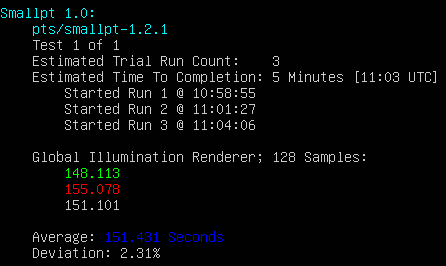 Smallpt 1.0:
pts/smallpt-1.2.1
Test 1 of 1
Estimated Trial Run Count: 3
Estimated Time To Completion: 5 Minutes [11:03 UTC]
Started Run 1 @ 10:58:55
Started Run 2 @ 11:01:27
Started Run 3 @ 11:04:06
Global Illumination Renderer; 128 Samples:
148.113
155.078
151.101
Average: 151.431 Seconds
Deviation: 2.31%